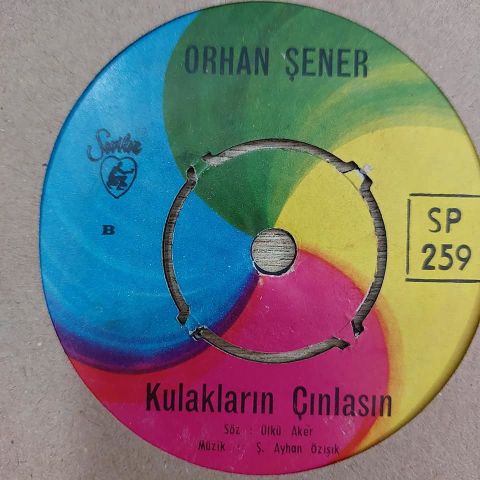 ORHAN ŞENER
B
SP
259
Kulakların Çınlasın
Söz : Ülkü Aker
Müzik : Ş. Ayhan Özışık